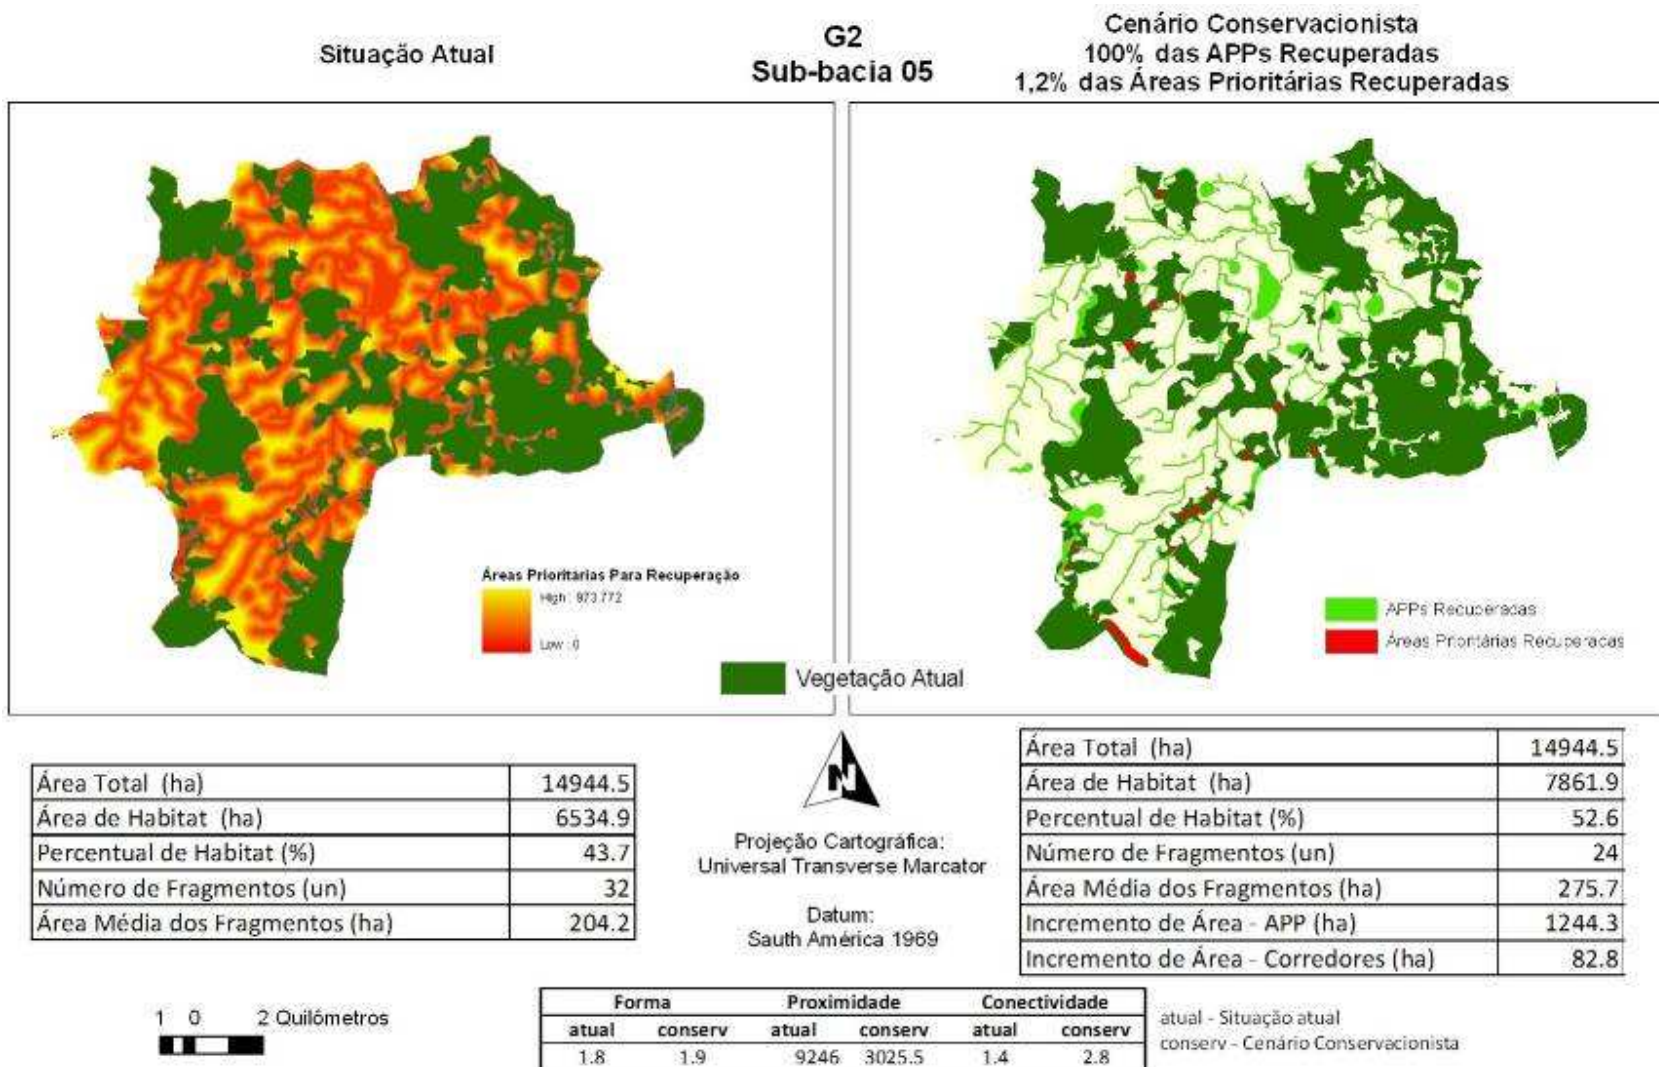 Situação Atual
G2
Sub-bacia 05
Cenário Conservacionista
100% das APPs Recuperadas
1,2% das Áreas Prioritárias Recuperadas
Áreas Prioritárias Para Recuperação
High : 973.772
Low : 0
APPs Recuperadas
Áreas Prioritárias Recuperadas
Vegetação Atual
Área Total (ha) 14944.5
Área de Habitat (ha) 6534.9
Percentual de Habitat (%) 43.7
Número de Fragmentos (un) 32
Área Média dos Fragmentos (ha) 204.2
N
Projeção Cartográfica:
Universal Transverse Marcator
Datum:
Sauth América 1969
Área Total (ha) 14944.5
Área de Habitat (ha) 7861.9
Percentual de Habitat (%) 52.6
Número de Fragmentos (un) 24
Área Média dos Fragmentos (ha) 275.7
Incremento de Área - APP (ha) 1244.3
Incremento de Área - Corredores (ha) 82.8
1 0 2 Quilômetros
Forma Proximidade Conectividade
atual conserv atual conserv atual conserv
1.8 1.9 9246 3025.5 1.4 2.8
atual - Situação atual
conserv - Cenário Conservacionista